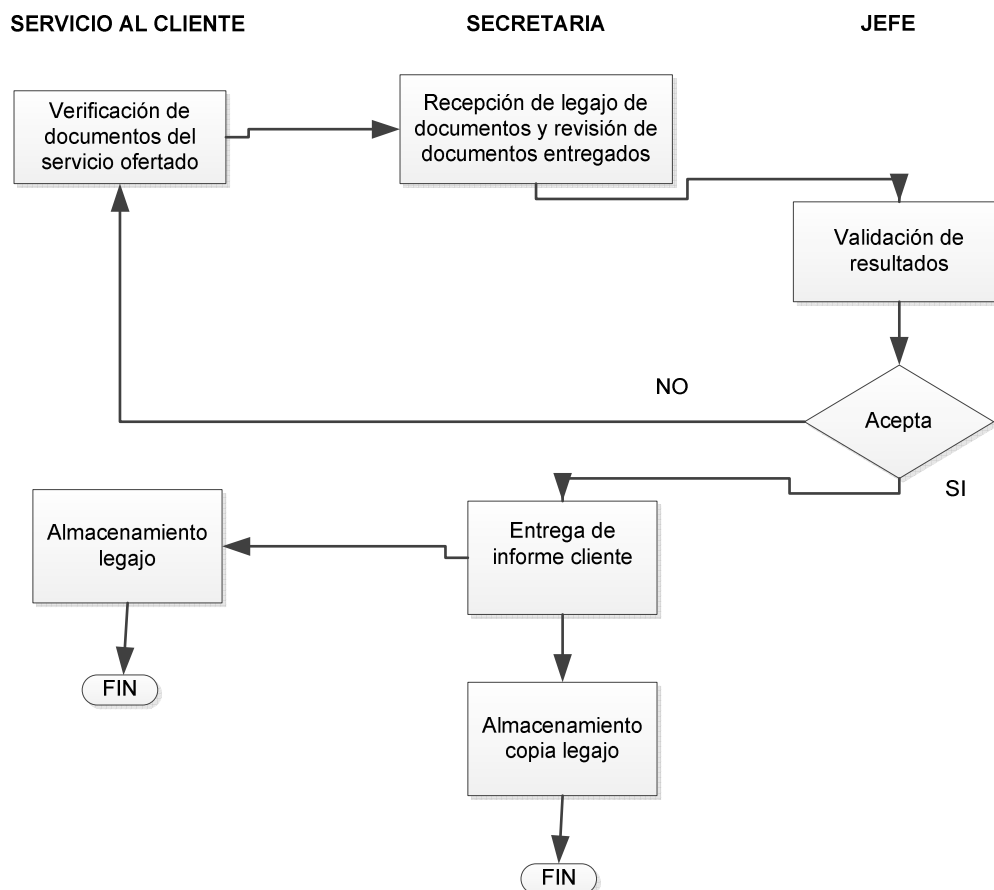 SERVICIO AL CLIENTE
SECRETARIA
JEFE
Verificación de
documentos del
servicio ofertado
Recepción de legajo de
documentos y revisión de
documentos entregados
Validación de
resultados
NO
Acepta
SI
Almacenamiento
legajo
Entrega de
informe cliente
FIN
Almacenamiento
copia legajo
FIN